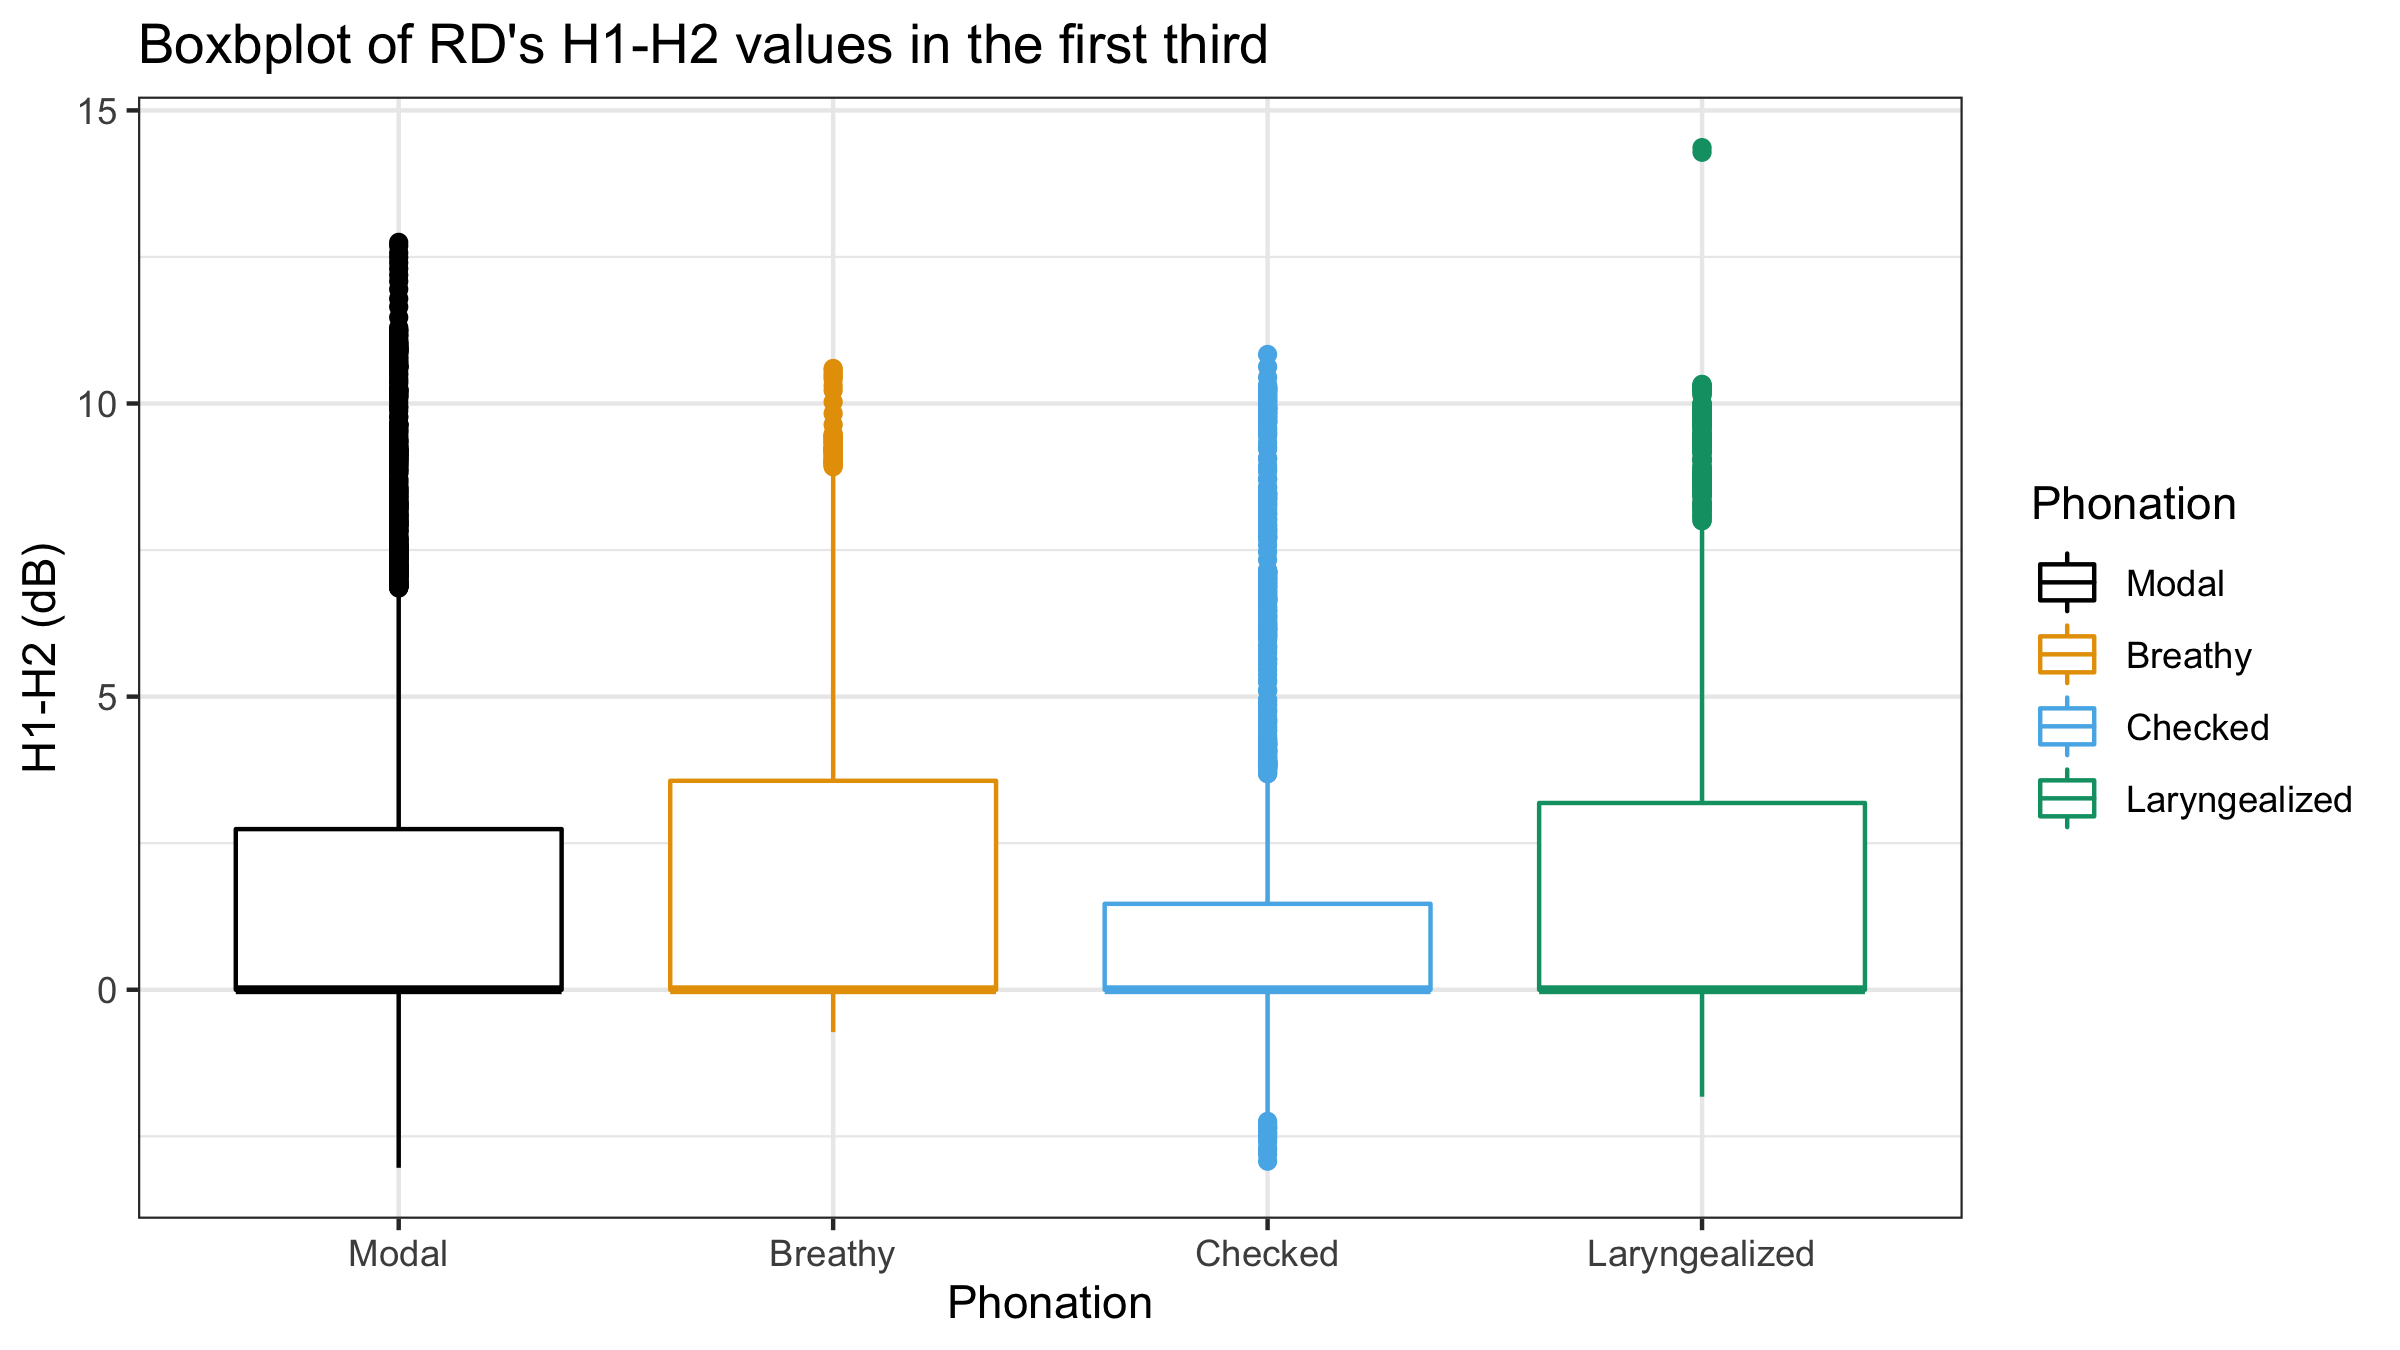 Boxbplot of RD's H1-H2 values in the first third
15
10
5
0
H1-H2 (dB)
Modal
Breathy
Checked
Laryngealized
Phonation
Phonation
Modal
Breathy
Checked
Laryngealized